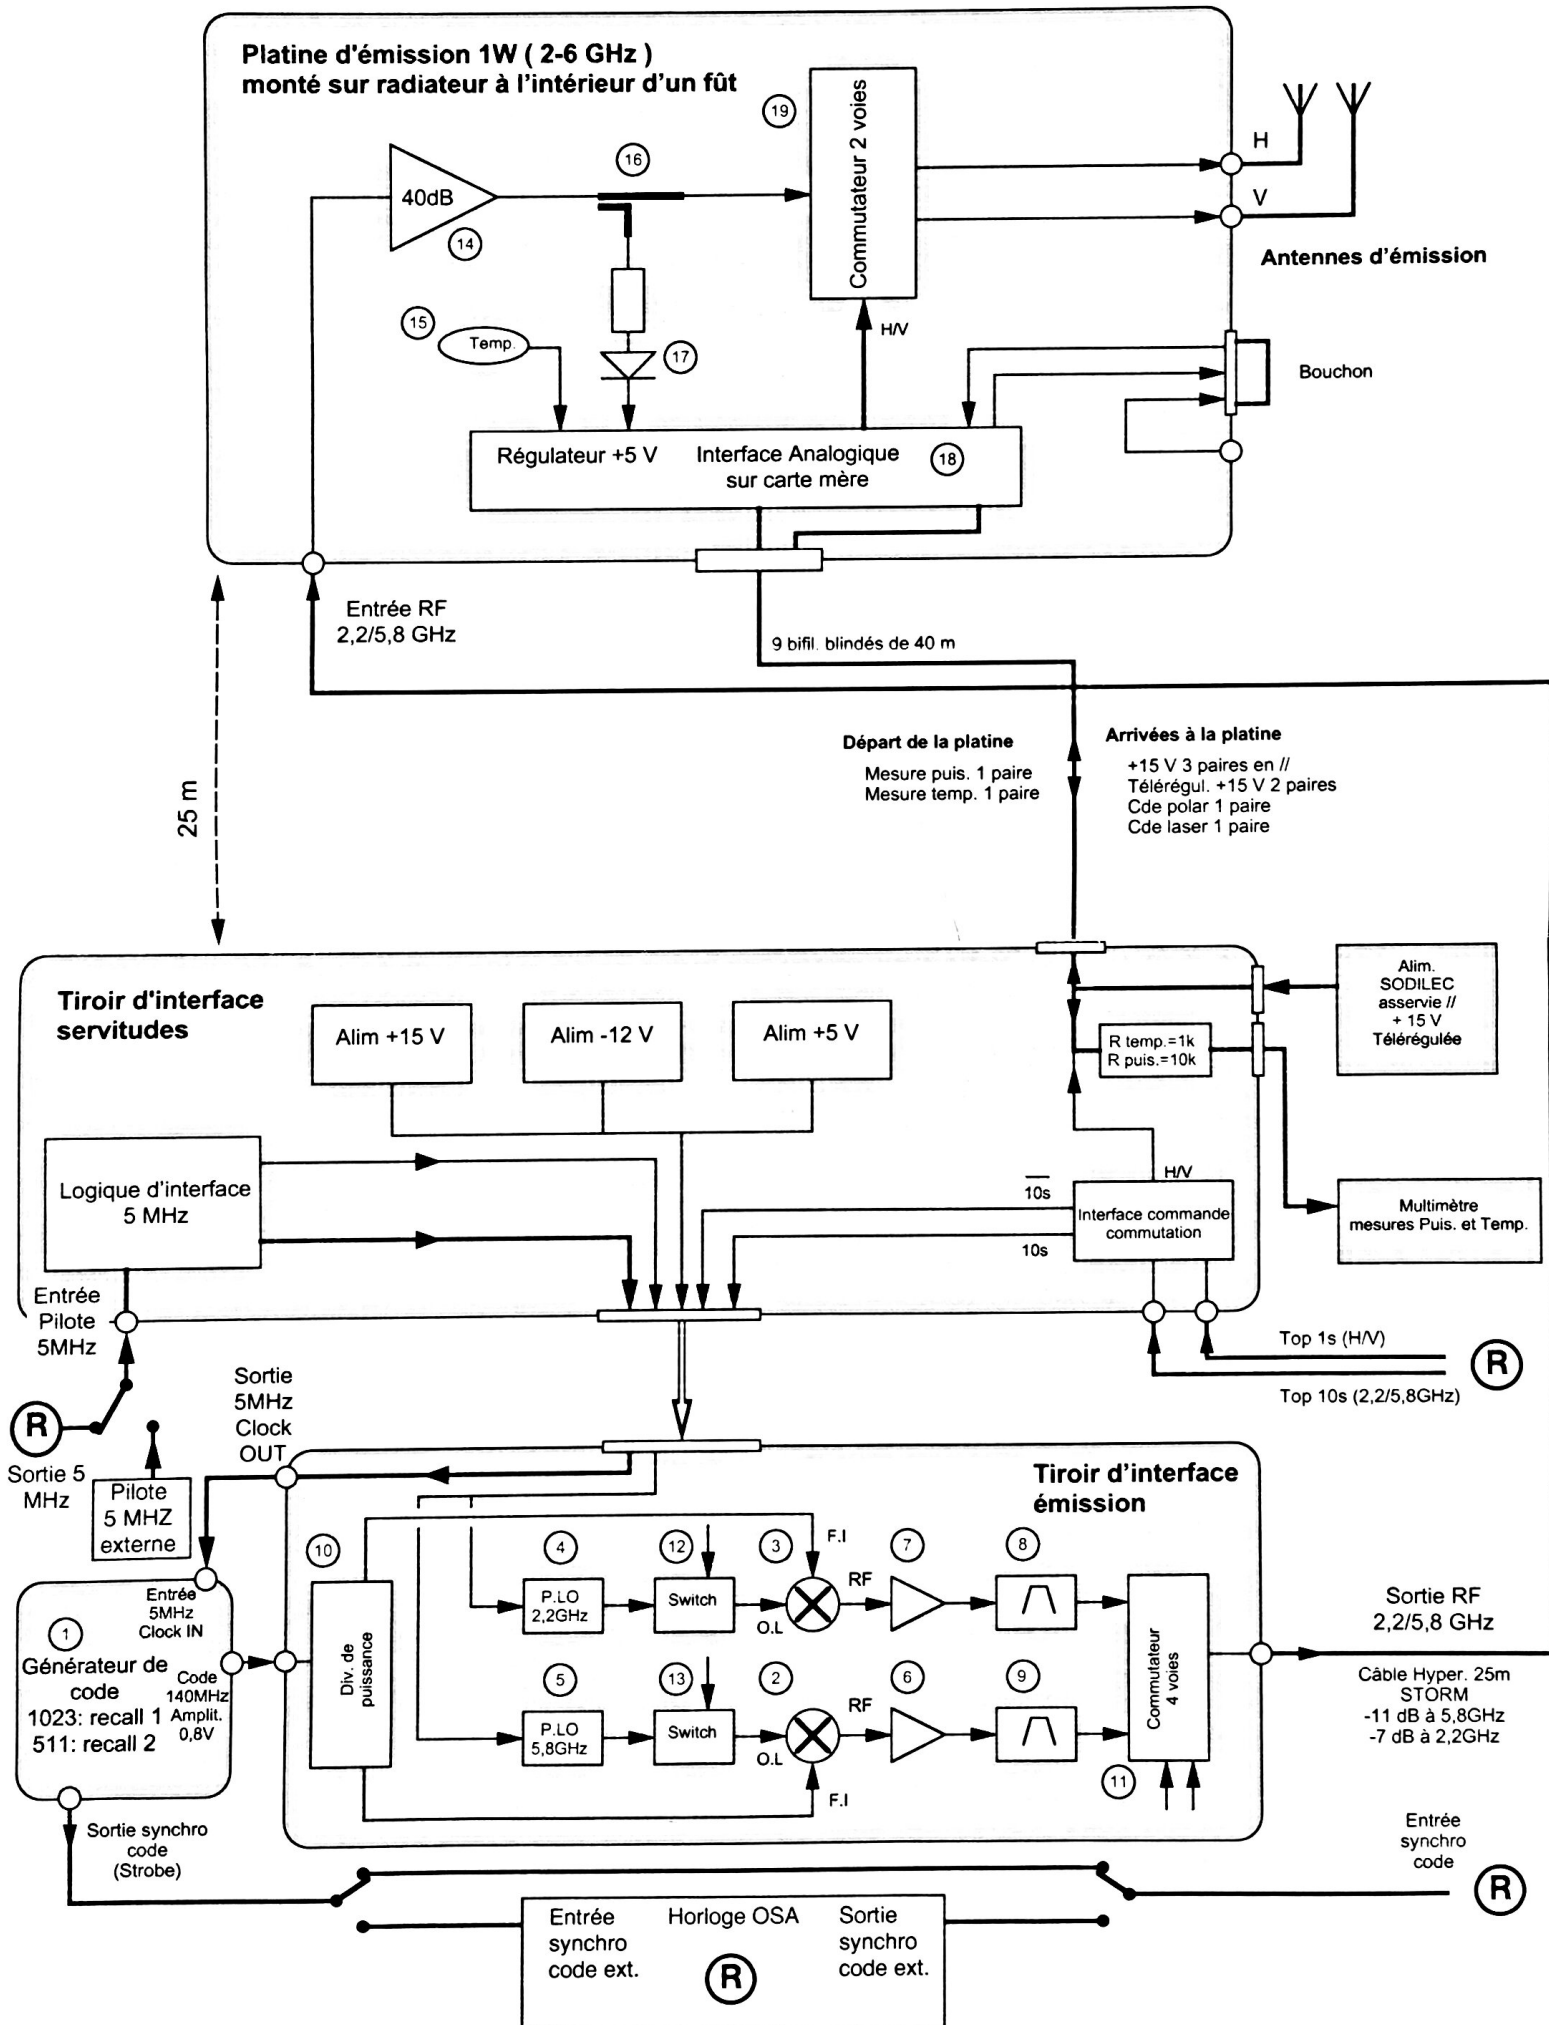 Platine d'émission 1W ( 2-6 GHz )
monté sur radiateur à l'intérieur d'un fût
19
Commutateur 2 voies
16
40dB
14
H
V
Antennes d'émission
15
Temp.
17
H/V
Bouchon
Régulateur +5 V
Interface Analogique
sur carte mère
18
Entrée RF
2,2/5,8 GHz
9 bifil. blindés de 40 m
25 m
Départ de la platine
Mesure puis. 1 paire
Mesure temp. 1 paire
Arrivées à la platine
+15 V 3 paires en //
Télérégul. +15 V 2 paires
Cde polar 1 paire
Cde laser 1 paire
Tiroir d'interface
servitudes
Alim +15 V
Alim -12 V
Alim +5 V
R temp.=1k
R puis.=10k
Alim.
SODILEC
asservie //
+ 15 V
Télérégulée
Logique d'interface
5 MHz
10s
10s
H/V
Interface commande
commutation
Multimètre
mesures Puis. et Temp.
Entrée
Pilote
5MHz
Top 1s (H/V)
R
Top 10s (2,2/5,8GHz)
R
Sortie 5
MHz
Pilote
5 MHZ
externe
Sortie
5MHz
Clock
OUT
Tiroir d'interface
émission
10
Div. de
puissance
4
P.LO
2,2GHz
12
Switch
3
F.I
O.L
RF
7
8
5
P.LO
5,8GHz
13
Switch
2
O.L
F.I
RF
6
9
Commutateur
4 voies
11
Entrée
5MHz
Clock IN
1
Générateur de
code
1023: recall 1
511: recall 2
Code
140MHz
Amplit.
0,8V
Sortie RF
2,2/5,8 GHz
Câble Hyper. 25m
STORM
-11 dB à 5,8GHz
-7 dB à 2,2GHz
Sortie synchro
code
(Strobe)
Entrée
synchro
code
R
Entrée
synchro
code ext.
Horloge OSA
R
Sortie
synchro
code ext.